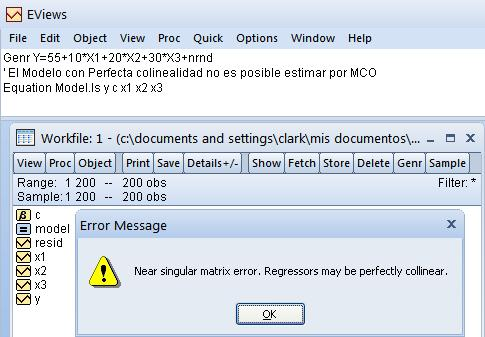 EViews
File Edit Object View Proc Quick Options Window Help
Genr Y=55+10*X1+20*X2+30*X3+nrnd
' El Modelo con Perfecta colinealidad no es posible estimar por MCO
Equation Model.ls y c x1 x2 x3
Workfile: 1 - (c:\documents and settings\clark\mis documentos\...
View Proc Object Print Save Details+/- Show Fetch Store Delete Genr Sample
Range: 1 200 -- 200 obs Filter: *
Sample: 1 200 -- 200 obs
β c
model
resid
x1
x2
x3
y
Error Message
Near singular matrix error. Regressors may be perfectly collinear.
OK